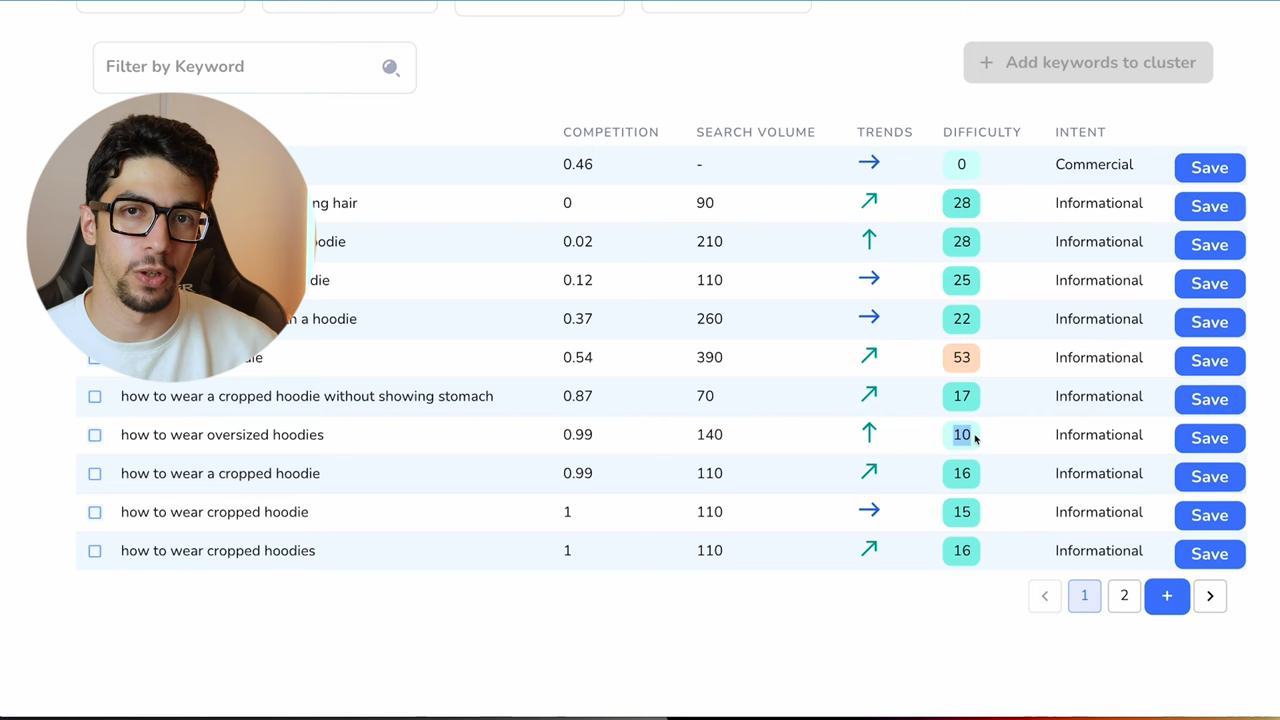 Filter by Keyword
+ Add keywords to cluster
COMPETITION SEARCH VOLUME TRENDS DIFFICULTY INTENT
0.46 - 0 Commercial Save
hair 0 90 28 Informational Save
0.02 210 28 Informational Save
0.12 110 25 Informational Save
a hoodie 0.37 260 22 Informational Save
0.54 390 53 Informational Save
how to wear a cropped hoodie without showing stomach 0.87 70 17 Informational Save
how to wear oversized hoodies 0.99 140 10 Informational Save
how to wear a cropped hoodie 0.99 110 16 Informational Save
how to wear cropped hoodie 1 110 15 Informational Save
how to wear cropped hoodies 1 110 16 Informational Save
1 2 +